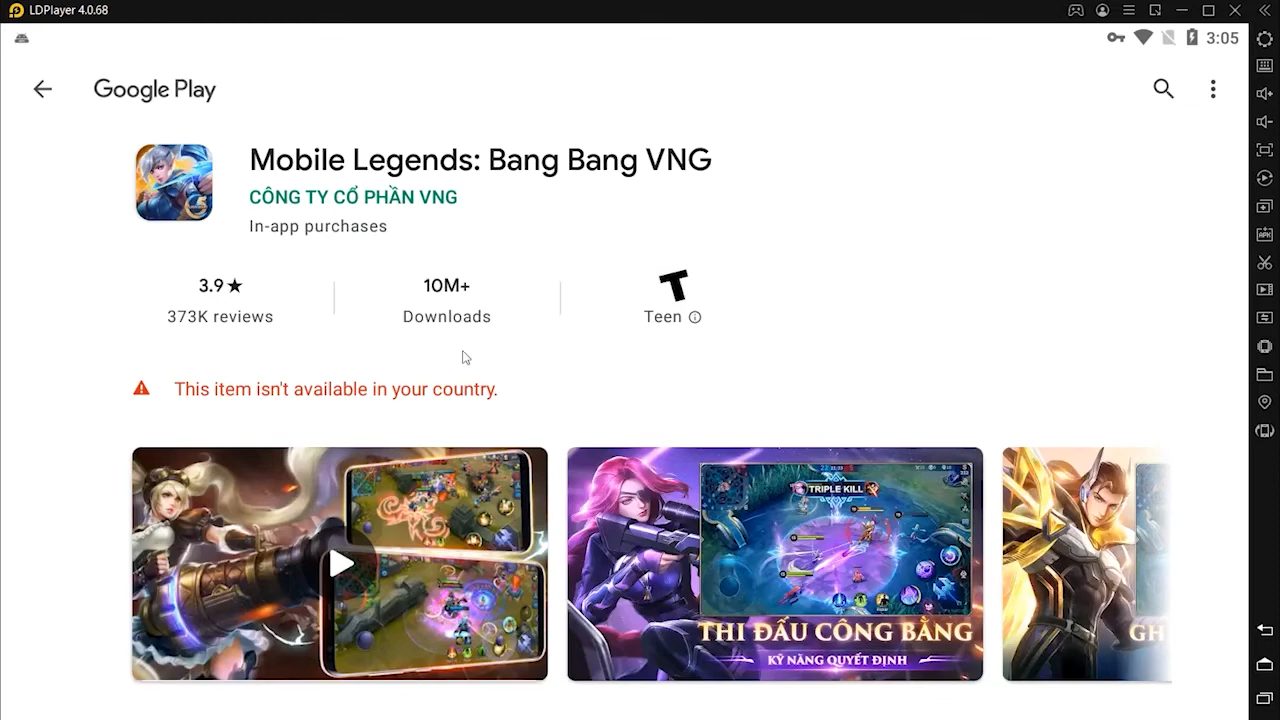 LDPlayer 4.0.68
3:05
Google Play
Mobile Legends: Bang Bang VNG
CÔNG TY CỔ PHẦN VNG
In-app purchases
3.9★
373K reviews
10M+
Downloads
T
Teen
This item isn't available in your country.
TRIPLE KILL
THI ĐẤU CÔNG BẰNG
KỸ NĂNG QUYẾT ĐỊNH
GH
APK